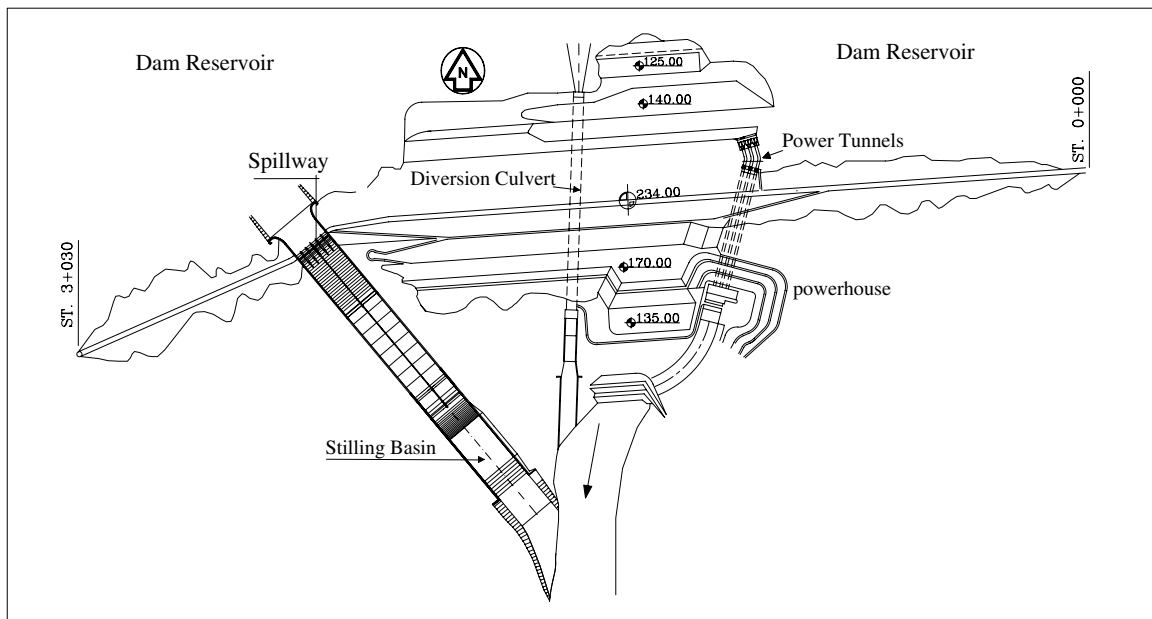 Dam Reservoir
Dam Reservoir
N
125.00
140.00
ST. 0+000
Power Tunnels
Spillway
Diversion Culvert
234.00
ST. 3+030
170.00
powerhouse
135.00
Stilling Basin